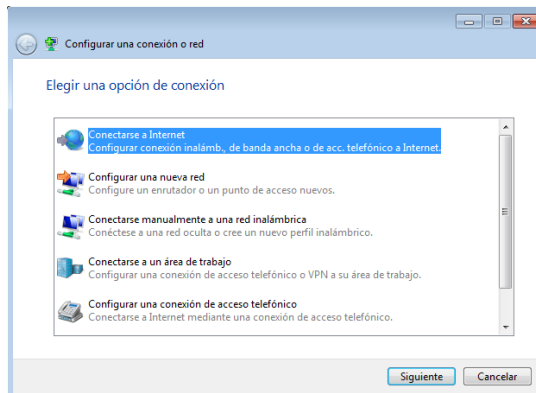 Configurar una conexión o red
Elegir una opción de conexión
Conectarse a Internet
Configurar conexión inalámb., de banda ancha o de acc. telefónico a Internet.
Configurar una nueva red
Configure un enrutador o un punto de acceso nuevos.
Conectarse manualmente a una red inalámbrica
Conéctese a una red oculta o cree un nuevo perfil inalámbrico.
Conectarse a un área de trabajo
Configurar una conexión de acceso telefónico o VPN a su área de trabajo.
Configurar una conexión de acceso telefónico
Conectarse a Internet mediante una conexión de acceso telefónico.
Siguiente Cancelar